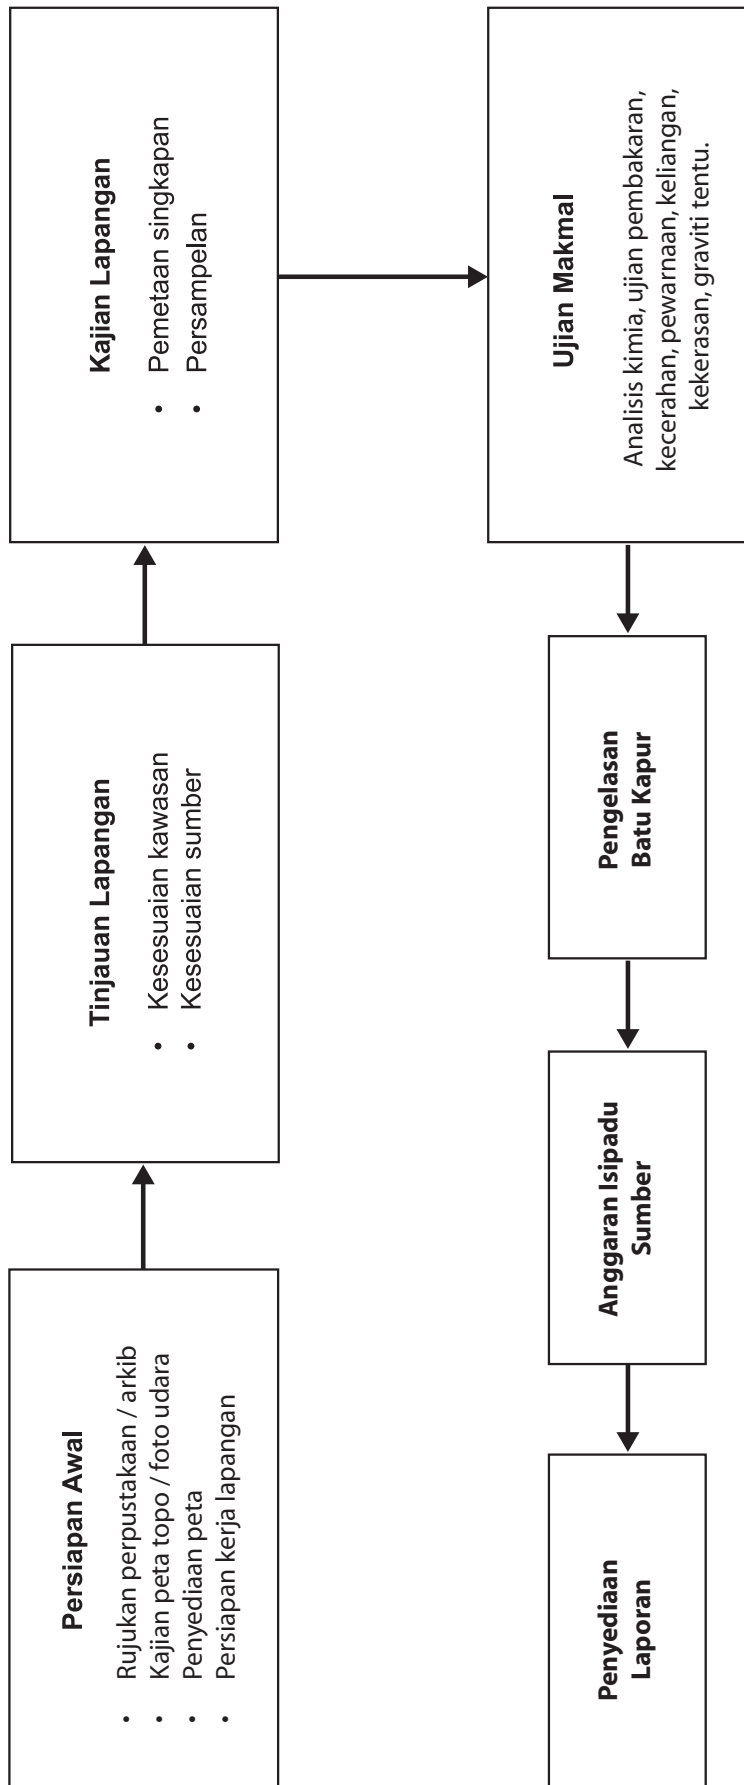 Persiapan Awal
• Rujukan perpustakaan / arkib
• Kajian peta topo / foto udara
• Penyediaan peta
• Persiapan kerja lapangan
Tinjauan Lapangan
• Kesesuaian kawasan
• Kesesuaian sumber
Kajian Lapangan
• Pemetaan singkapan
• Persampelan
Ujian Makmal
Analisis kimia, ujian pembakaran,
kecerahan, pewarnaan, keliangan,
kekerasan, graviti tentu.
Pengelasan
Batu Kapur
Anggaran Isipadu
Sumber
Penyediaan
Laporan